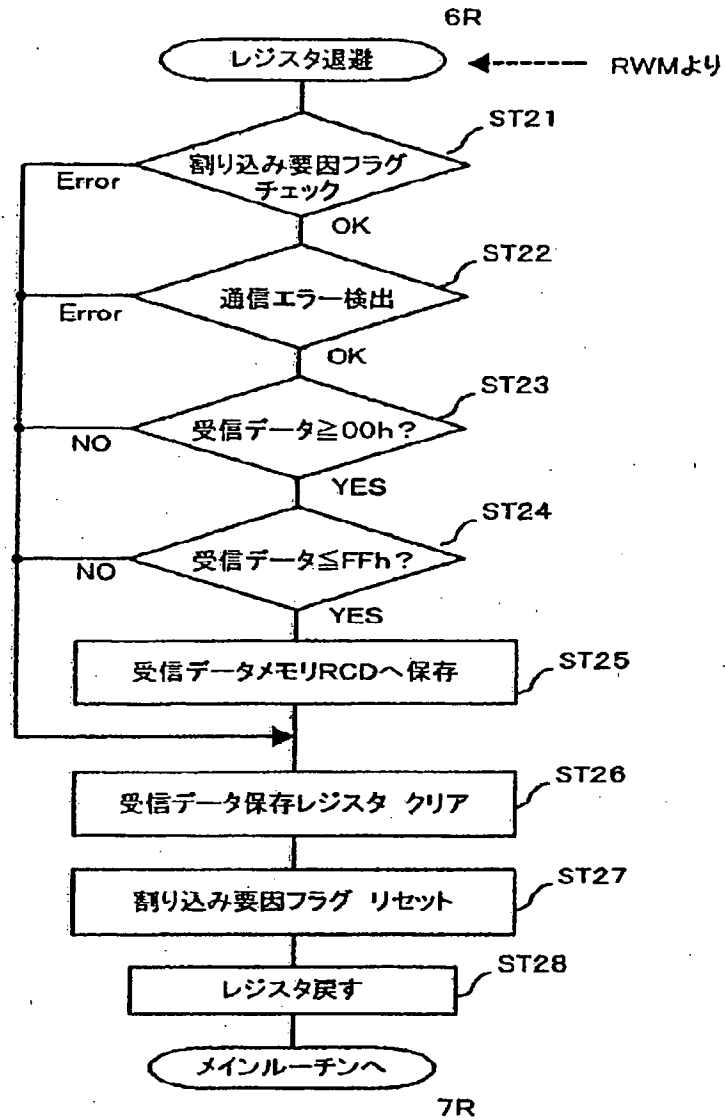 6R
レジスタ退避
RWMより
ST21
割り込み要因フラグ
チェック
Error
OK
ST22
通信エラー検出
Error
OK
ST23
受信データ≧00h?
NO
YES
ST24
受信データ≦FFh?
NO
YES
受信データメモリRCDへ保存
ST25
受信データ保存レジスタ クリア
ST26
割り込み要因フラグ リセット
ST27
レジスタ戻す
ST28
メインルーチンへ
7R